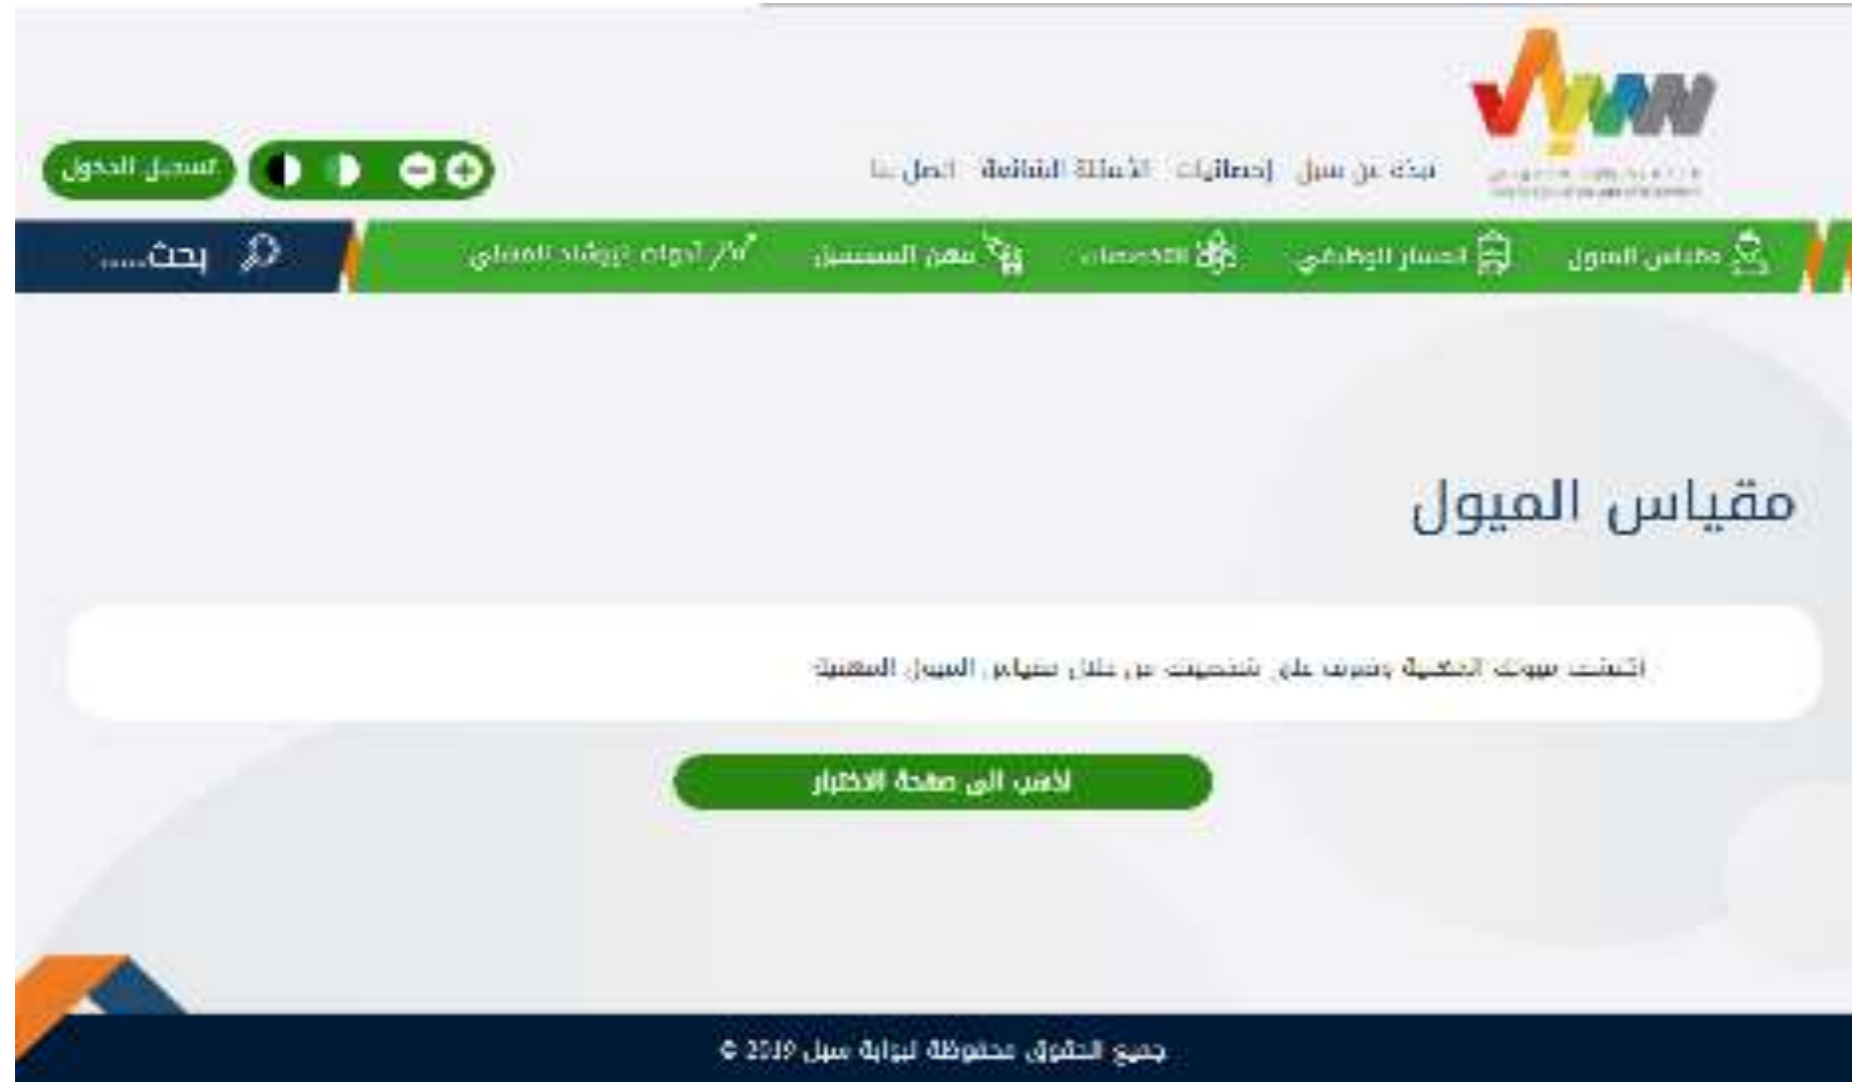 سبل
نبذة عن سبل إحصائيات الأسئلة الشائعة اتصل بنا
تسجيل الدخول
مقياس الميول المسار الوظيفي التخصصات مهن المستقبل أدوات الإرشاد المهني
بحث.....
مقياس الميول
اكتشف ميولك المهنية وتعرف على شخصيتك من خلال مقياس الميول المهنية
اذهب الى صفحة الاختبار
جميع الحقوق محفوظة لبوابة سبل 2019 ©